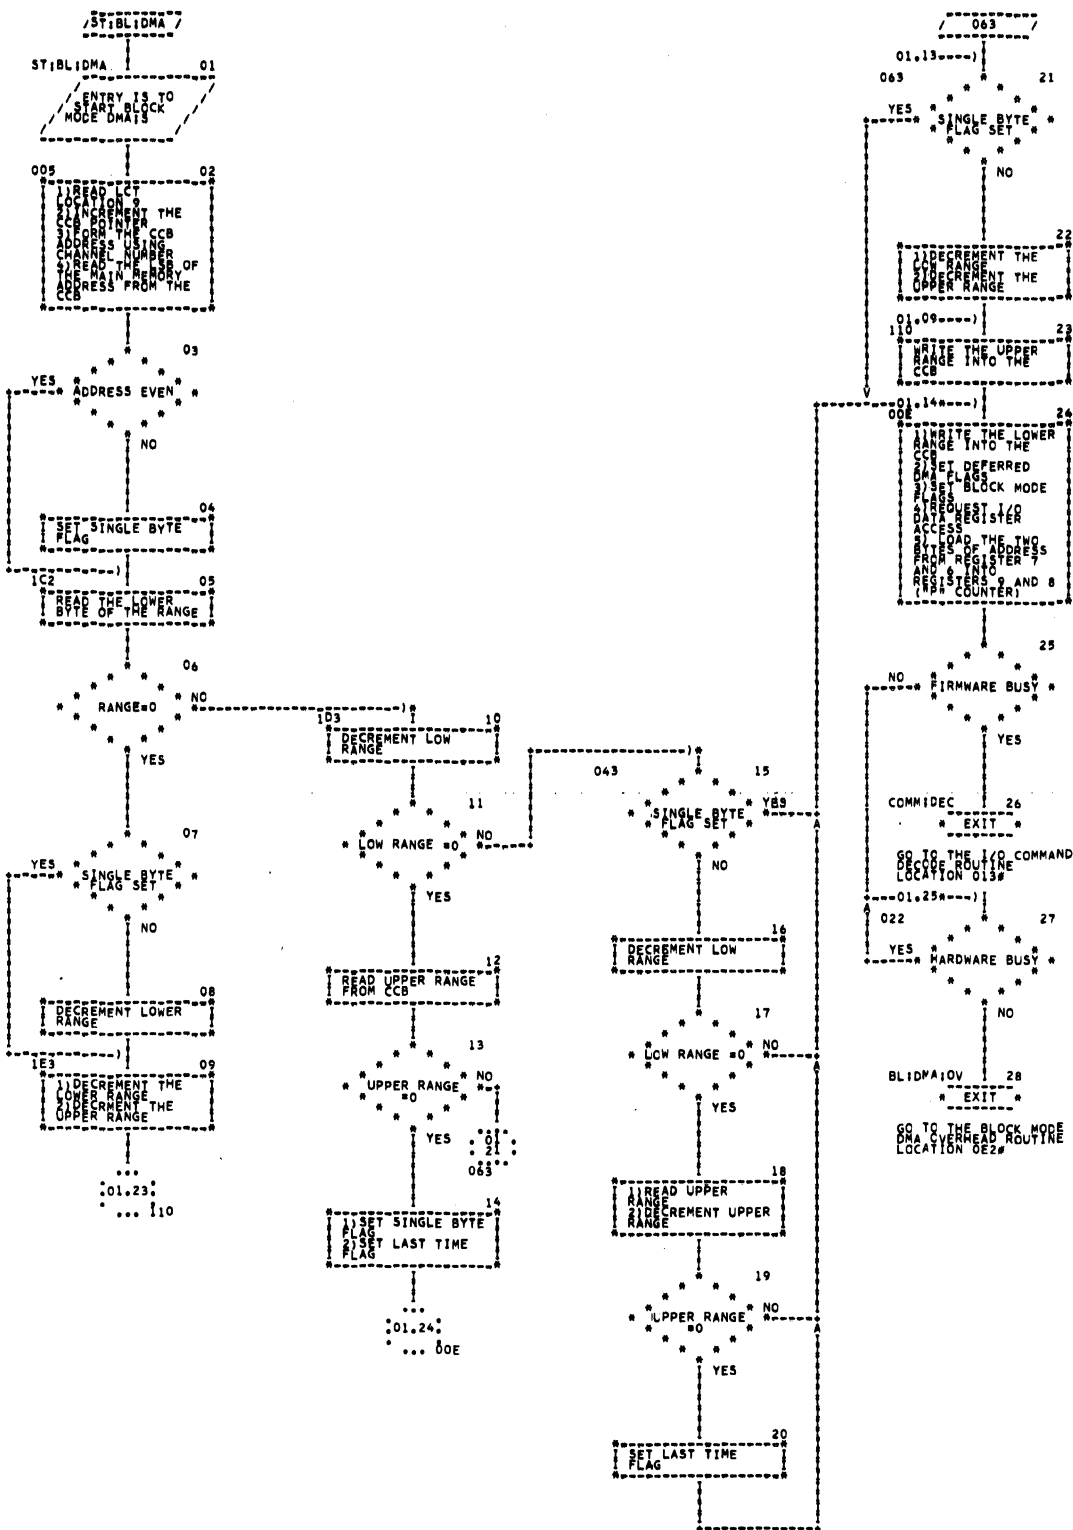 ST:BL:DMA
ST:BL:DMA 01
ENTRY IS TO
START BLOCK
MODE DMA:S
005 02
1)READ LCT
LOCATION 9
2)INCREMENT THE
CCB POINTER
3)FORM THE CCB
ADDRESS USING
CHANNEL NUMBER
4)READ THE LSB OF
THE MAIN MEMORY
ADDRESS FROM THE
CCB
03
YES ADDRESS EVEN
NO
04
SET SINGLE BYTE
FLAG
1C2 05
READ THE LOWER
BYTE OF THE RANGE
06
RANGE=0 NO
YES
07
YES SINGLE BYTE
FLAG SET
NO
08
DECREMENT LOWER
RANGE
1E3 09
1)DECREMENT THE
LOWER RANGE
2)DECRMENT THE
UPPER RANGE
01.23
110
1D3 10
DECREMENT LOW
RANGE
11
LOW RANGE =0 NO
YES
12
READ UPPER RANGE
FROM CCB
13
UPPER RANGE NO
=0
YES
01
21
063
14
1)SET SINGLE BYTE
FLAG
2)SET LAST TIME
FLAG
01.24
00E
043 15
SINGLE BYTE YES
FLAG SET
NO
16
DECREMENT LOW
RANGE
17
LOW RANGE =0 NO
YES
18
1)READ UPPER
RANGE
2)DECREMENT UPPER
RANGE
19
UPPER RANGE NO
=0
YES
20
SET LAST TIME
FLAG
063
01.13
063 21
YES SINGLE BYTE
FLAG SET
NO
22
1)DECREMENT THE
LOW RANGE
2)DECREMENT THE
UPPER RANGE
01.09
110 23
WRITE THE UPPER
RANGE INTO THE
CCB
01.14
00E 24
1)WRITE THE LOWER
RANGE INTO THE
CCB
2)SET DEFERRED
DMA FLAGS
3)SET BLOCK MODE
FLAGS
4)REQUEST I/O
DATA REGISTER
ACCESS
5) LOAD THE TWO
BYTES OF ADDRESS
FROM REGISTER 7
AND 6 INTO
REGISTERS 9 AND 8
("P" COUNTER)
25
NO FIRMWARE BUSY
YES
COMM:DEC 26
EXIT
GO TO THE I/O COMMAND
DECODE ROUTINE
LOCATION 013#
01.25
022 27
YES HARDWARE BUSY
NO
BL:DMA:OV 28
EXIT
GO TO THE BLOCK MODE
DMA OVERHEAD ROUTINE
LOCATION 0E2#